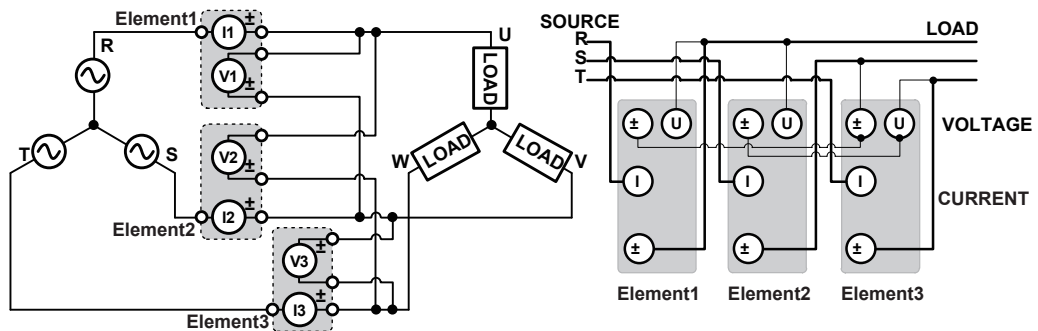 Element1
I1
±
V1
±
R
U
LOAD
T
S
V2
±
W
LOAD
LOAD
V
I2
±
Element2
V3
±
I3
±
Element3
SOURCE
R
S
T
LOAD
± U ± U ± U
VOLTAGE
I I I
CURRENT
± ± ±
Element1 Element2 Element3